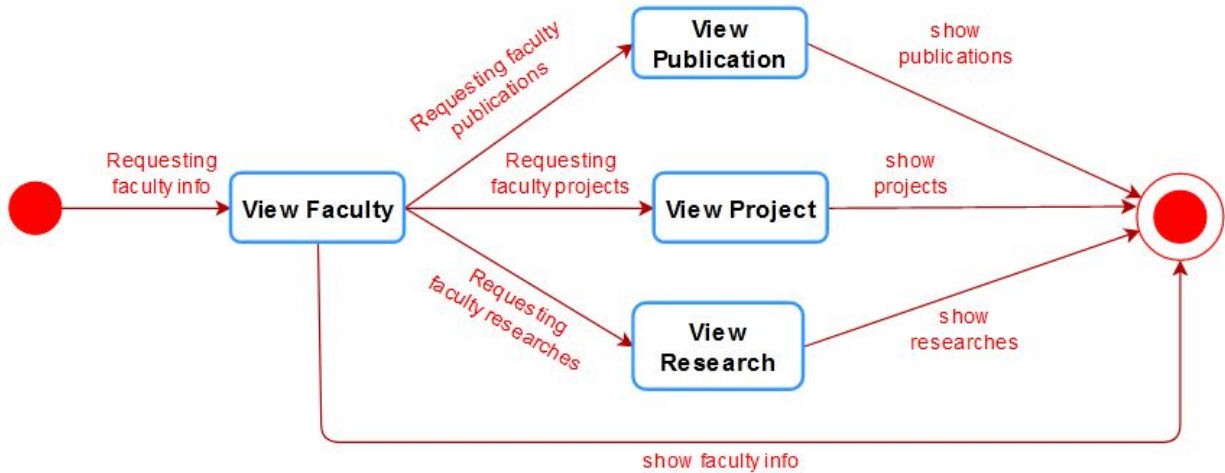 Requesting
faculty info
View Faculty
Requesting faculty
publications
View
Publication
show
publications
Requesting
faculty projects
View Project
show
projects
Requesting
faculty researches
View
Research
show
researches
show faculty info